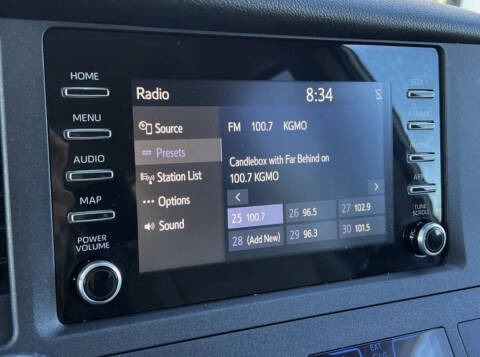 HOME
MENU
AUDIO
MAP
POWER
VOLUME
Radio
8:34
Source
Presets
Station List
Options
Sound
FM 100.7 KGMO
Candlebox with Far Behind on
100.7 KGMO
25 100.7
26 96.5
27 102.9
28 (Add New)
29 96.3
30 101.5
TUNE
SCROLL
EXT